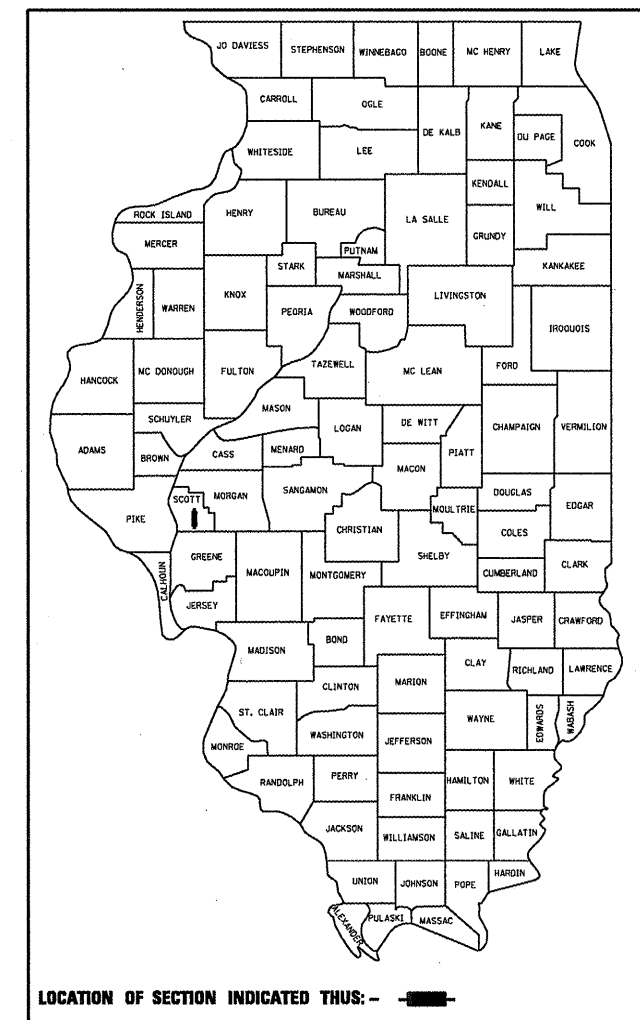 JO DAVIESS STEPHENSON WINNEBAGO BOONE MC HENRY LAKE
CARROLL OGLE DE KALB KANE DU PAGE COOK
WHITESIDE LEE KENDALL WILL
ROCK ISLAND HENRY BUREAU LA SALLE GRUNDY
MERCER PUTNAM KANKAKEE
HENDERSON WARREN KNOX STARK MARSHALL LIVINGSTON
PEORIA WOODFORD IROQUOIS
HANCOCK MC DONOUGH FULTON TAZEWELL MC LEAN FORD
SCHUYLER MASON LOGAN DE WITT CHAMPAIGN VERMILION
ADAMS BROWN CASS MENARD MACON PIATT
SCOTT MORGAN SANGAMON MOULTRIE DOUGLAS EDGAR
PIKE CHRISTIAN COLES
SHELBY
CALHOUN GREENE MACOUPIN MONTGOMERY CUMBERLAND CLARK
JERSEY FAYETTE EFFINGHAM JASPER CRAWFORD
MADISON BOND CLAY RICHLAND LAWRENCE
CLINTON MARION
ST. CLAIR WAYNE EDWARDS WABASH
MONROE WASHINGTON JEFFERSON
RANDOLPH PERRY HAMILTON WHITE
FRANKLIN
JACKSON WILLIAMSON SALINE GALLATIN
UNION JOHNSON POPE HARDIN
ALEXANDER PULASKI MASSAC
LOCATION OF SECTION INDICATED THUS:-